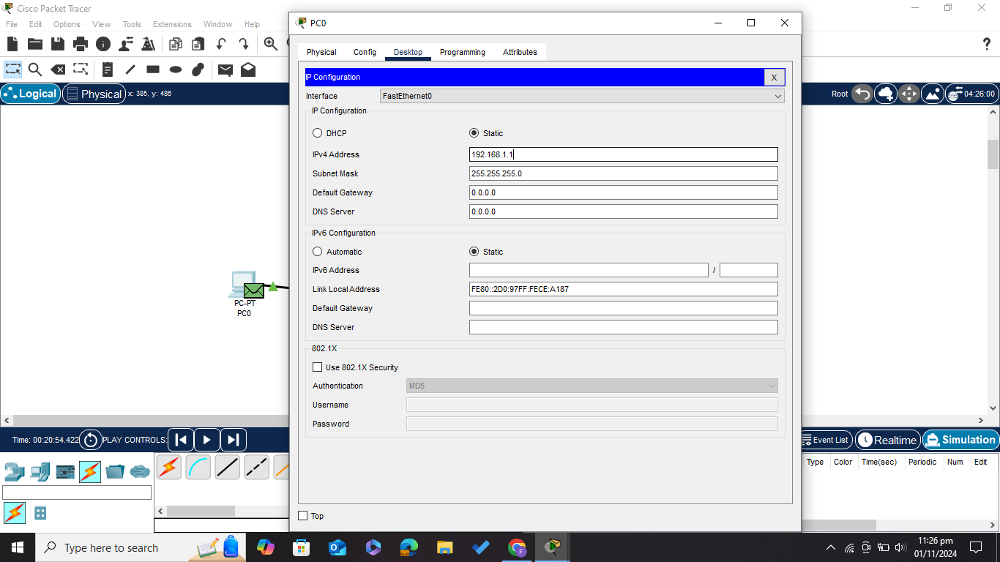 Cisco Packet Tracer
File Edit Options View Tools Extensions Window Help
PC0
Physical Config Desktop Programming Attributes
IP Configuration X
Interface FastEthernet0
IP Configuration
DHCP Static
IPv4 Address 192.168.1.1
Subnet Mask 255.255.255.0
Default Gateway 0.0.0.0
DNS Server 0.0.0.0
IPv6 Configuration
Automatic Static
IPv6 Address /
Link Local Address FE80::2D0:97FF:FECE:A187
Default Gateway
DNS Server
802.1X
Use 802.1X Security
Authentication MD5
Username
Password
Top
Logical Physical x: 385, y: 486
Root 04:26:00
PC-PT
PC0
Time: 00:20:54.422 PLAY CONTROLS:
Event List Realtime Simulation
Type Color Time(sec) Periodic Num Edit
Type here to search
11:26 pm
01/11/2024